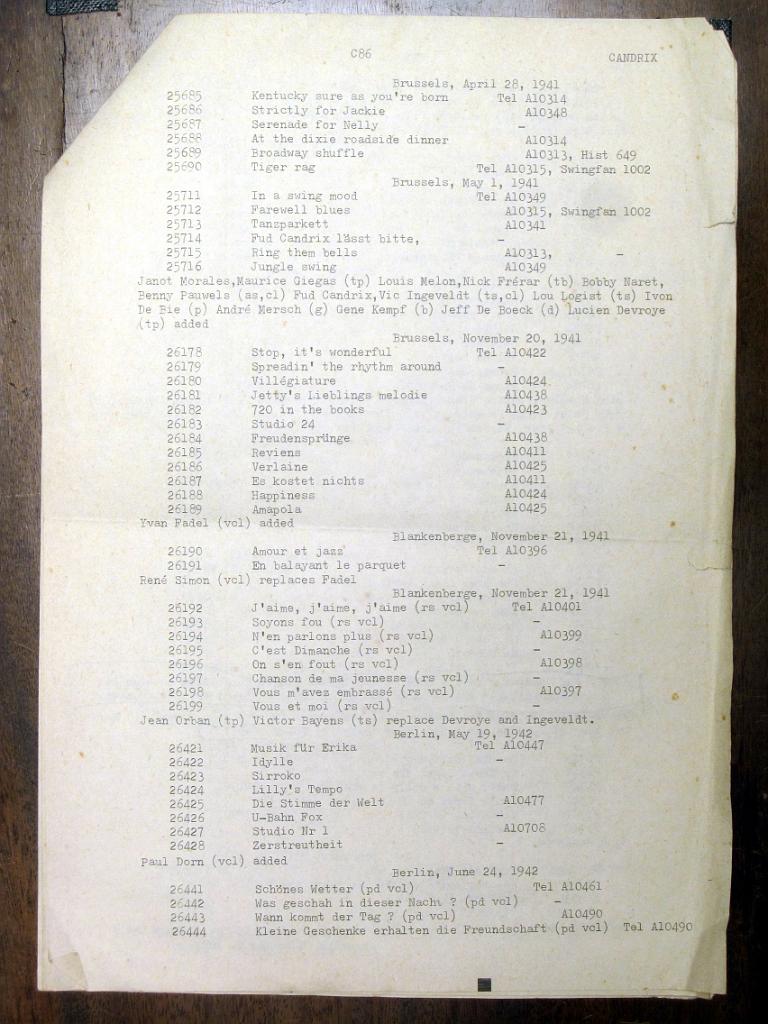 C86 CANDRIX
Brussels, April 28, 1941
25685 Kentucky sure as you're born Tel A10314
25686 Strictly for Jackie A10348
25687 Serenade for Nelly -
25688 At the dixie roadside dinner A10314
25689 Broadway shuffle A10313, Hist 649
25690 Tiger rag Tel A10315, Swingfan 1002
Brussels, May 1, 1941
25711 In a swing mood Tel A10349
25712 Farewell blues A10315, Swingfan 1002
25713 Tanzparkett A10341
25714 Fud Candrix lässt bitte, -
25715 Ring them bells A10313, -
25716 Jungle swing A10349
Janot Morales,Maurice Giegas (tp) Louis Melon,Nick Frérar (tb) Bobby Naret,
Benny Pauwels (as,cl) Fud Candrix,Vic Ingeveldt (ts,cl) Lou Logist (ts) Ivon
De Bie (p) André Mersch (g) Gene Kempf (b) Jeff De Boeck (d) Lucien Devroye
(tp) added
Brussels, November 20, 1941
26178 Stop, it's wonderful Tel A10422
26179 Spreadin' the rhythm around -
26180 Villégiature A10424
26181 Jetty's Lieblings melodie A10438
26182 720 in the books A10423
26183 Studio 24 -
26184 Freudensprünge A10438
26185 Reviens A10411
26186 Verlaine A10425
26187 Es kostet nichts A10411
26188 Happiness A10424
26189 Amapola A10425
Yvan Fadel (vcl) added
Blankenberge, November 21, 1941
26190 Amour et jazz Tel A10396
26191 En balayant le parquet -
René Simon (vcl) replaces Fadel
Blankenberge, November 21, 1941
26192 J'aime, j'aime, j'aime (rs vcl) Tel A10401
26193 Soyons fou (rs vcl) -
26194 N'en parlons plus (rs vcl) A10399
26195 C'est Dimanche (rs vcl) -
26196 On s'en fout (rs vcl) A10398
26197 Chanson de ma jeunesse (rs vcl) -
26198 Vous m'avez embrassé (rs vcl) A10397
26199 Vous et moi (rs vcl) -
Jean Orban (tp) Victor Bayens (ts) replace Devroye and Ingeveldt.
Berlin, May 19, 1942
26421 Musik für Erika Tel A10447
26422 Idylle -
26423 Sirroko
26424 Lilly's Tempo
26425 Die Stimme der Welt A10477
26426 U-Bahn Fox -
26427 Studio Nr 1 A10708
26428 Zerstreutheit -
Paul Dorn (vcl) added
Berlin, June 24, 1942
26441 Schönes Wetter (pd vcl) Tel A10461
26442 Was geschah in dieser Nacht ? (pd vcl) -
26443 Wann kommt der Tag ? (pd vcl) A10490
26444 Kleine Geschenke erhalten die Freundschaft (pd vcl) Tel A10490